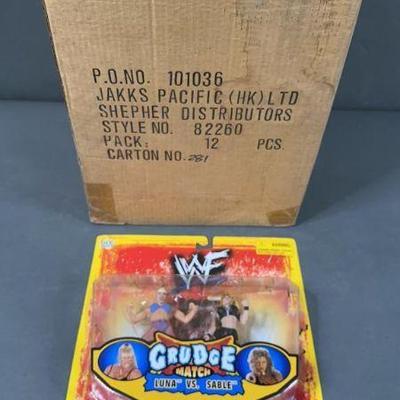 P.O.NO. 101036
JAKKS PACIFIC (HK) LTD
SHEPHER DISTRIBUTORS
STYLE NO. 82260
PACK: 12 PCS.
CARTON NO. 281
WF
GRUDGE
MATCH
LUNA VS. SABLE